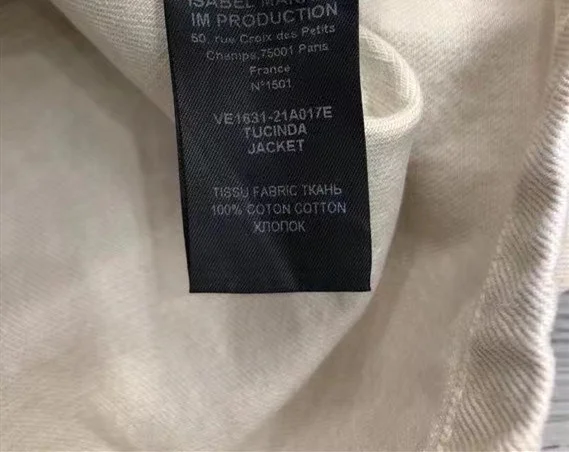 ISABEL
IM PRODUCTION
50, rue Croix des Petits
Champs,75001 Paris
France
N°1501
VE1631-21A017E
TUCINDA
JACKET
TISSU FABRIC ТКАНЬ
100% COTON COTTON
ХЛОПОК